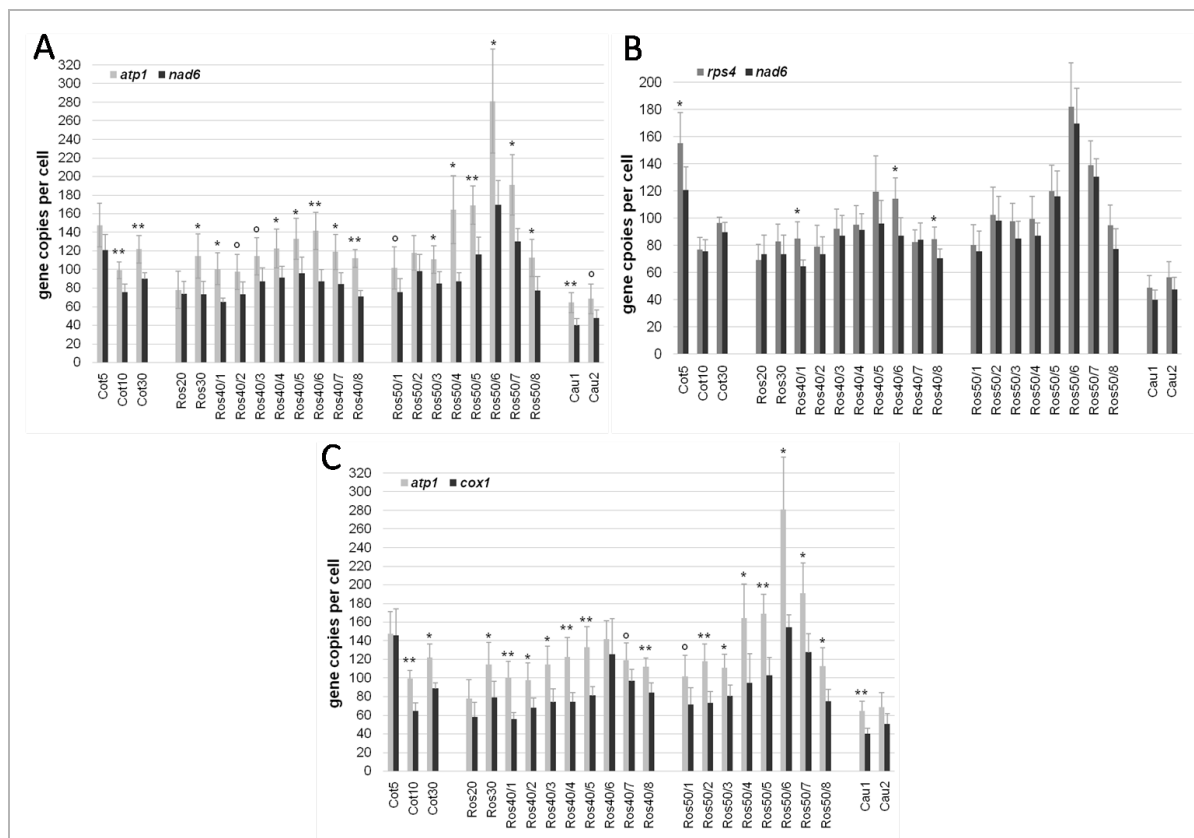 A
gene copies per cell
320
300
280
260
240
220
200
180
160
140
120
100
80
60
40
20
0
atp1 nad6
** ** * * o o * * ** * ** o * * ** * * * ** o
Cot5
Cot10
Cot30
Ros20
Ros30
Ros40/1
Ros40/2
Ros40/3
Ros40/4
Ros40/5
Ros40/6
Ros40/7
Ros40/8
Ros50/1
Ros50/2
Ros50/3
Ros50/4
Ros50/5
Ros50/6
Ros50/7
Ros50/8
Cau1
Cau2
B
gene cpoies per cell
200
180
160
140
120
100
80
60
40
20
0
rps4 nad6
* * * *
Cot5
Cot10
Cot30
Ros20
Ros30
Ros40/1
Ros40/2
Ros40/3
Ros40/4
Ros40/5
Ros40/6
Ros40/7
Ros40/8
Ros50/1
Ros50/2
Ros50/3
Ros50/4
Ros50/5
Ros50/6
Ros50/7
Ros50/8
Cau1
Cau2
C
gene copies per cell
320
300
280
260
240
220
200
180
160
140
120
100
80
60
40
20
0
atp1 cox1
** * * ** * * ** ** o ** o ** * * ** * * * **
Cot5
Cot10
Cot30
Ros20
Ros30
Ros40/1
Ros40/2
Ros40/3
Ros40/4
Ros40/5
Ros40/6
Ros40/7
Ros40/8
Ros50/1
Ros50/2
Ros50/3
Ros50/4
Ros50/5
Ros50/6
Ros50/7
Ros50/8
Cau1
Cau2